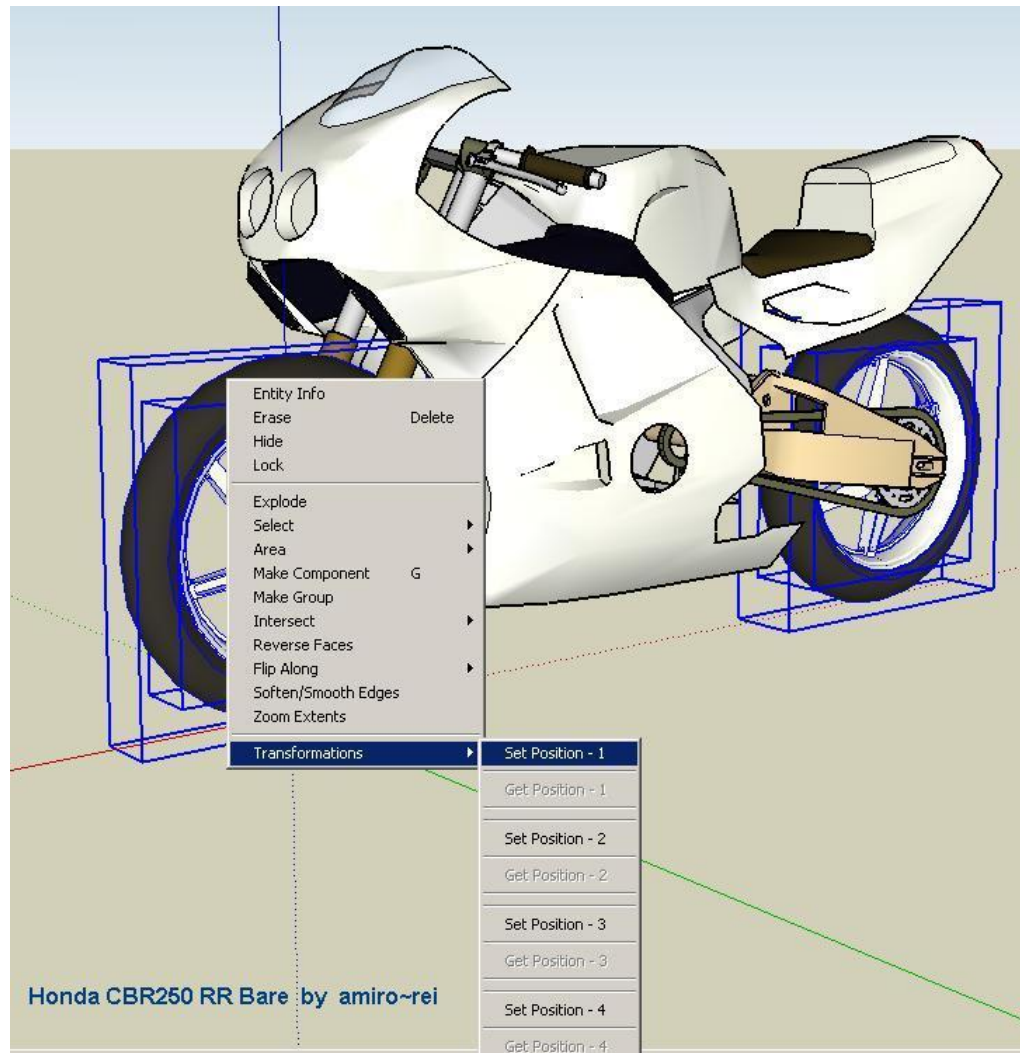 Entity Info
Erase Delete
Hide
Lock
Explode
Select
Area
Make Component G
Make Group
Intersect
Reverse Faces
Flip Along
Soften/Smooth Edges
Zoom Extents
Transformations
Set Position - 1
Get Position - 1
Set Position - 2
Get Position - 2
Set Position - 3
Get Position - 3
Set Position - 4
Get Position - 4
Honda CBR250 RR Bare by amiro~rei